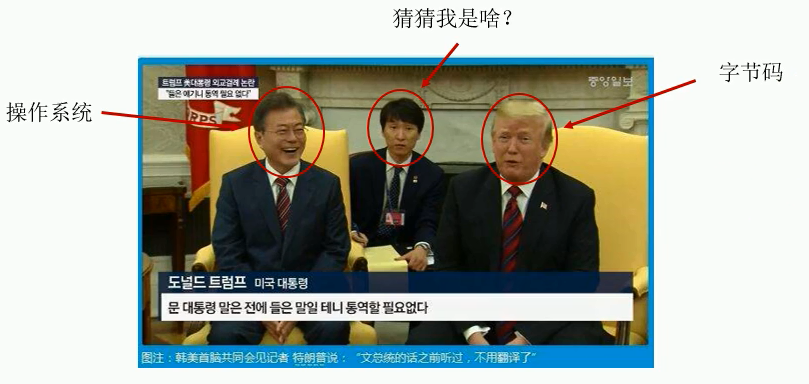 猜猜我是啥？
字节码
操作系统
트럼프 美대통령 외교결례 논란
"들은 얘기니 통역 필요 없다"
중앙일보
RPS
도널드 트럼프 미국 대통령
문 대통령 말은 전에 들은 말일 테니 통역할 필요없다
图注：韩美首脑共同会见记者 特朗普说：“文总统的话之前听过，不用翻译了”